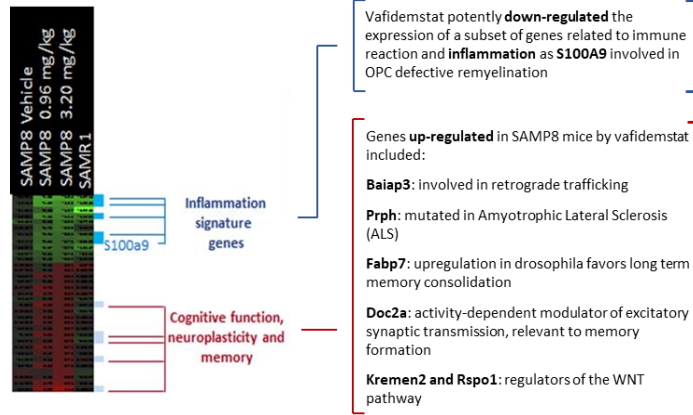 SAMP8 Vehicle
SAMP8 0.96 mg/kg
SAMP8 3.20 mg/kg
SAMR1
S100a9
Inflammation
signature
genes
Cognitive function,
neuroplasticity and
memory
Vafidemstat potently down-regulated the
expression of a subset of genes related to immune
reaction and inflammation as S100A9 involved in
OPC defective remyelination
Genes up-regulated in SAMP8 mice by vafidemstat
included:
Baiap3: involved in retrograde trafficking
Prph: mutated in Amyotrophic Lateral Sclerosis
(ALS)
Fabp7: upregulation in drosophila favors long term
memory consolidation
Doc2a: activity-dependent modulator of excitatory
synaptic transmission, relevant to memory
formation
Kremen2 and Rspo1: regulators of the WNT
pathway